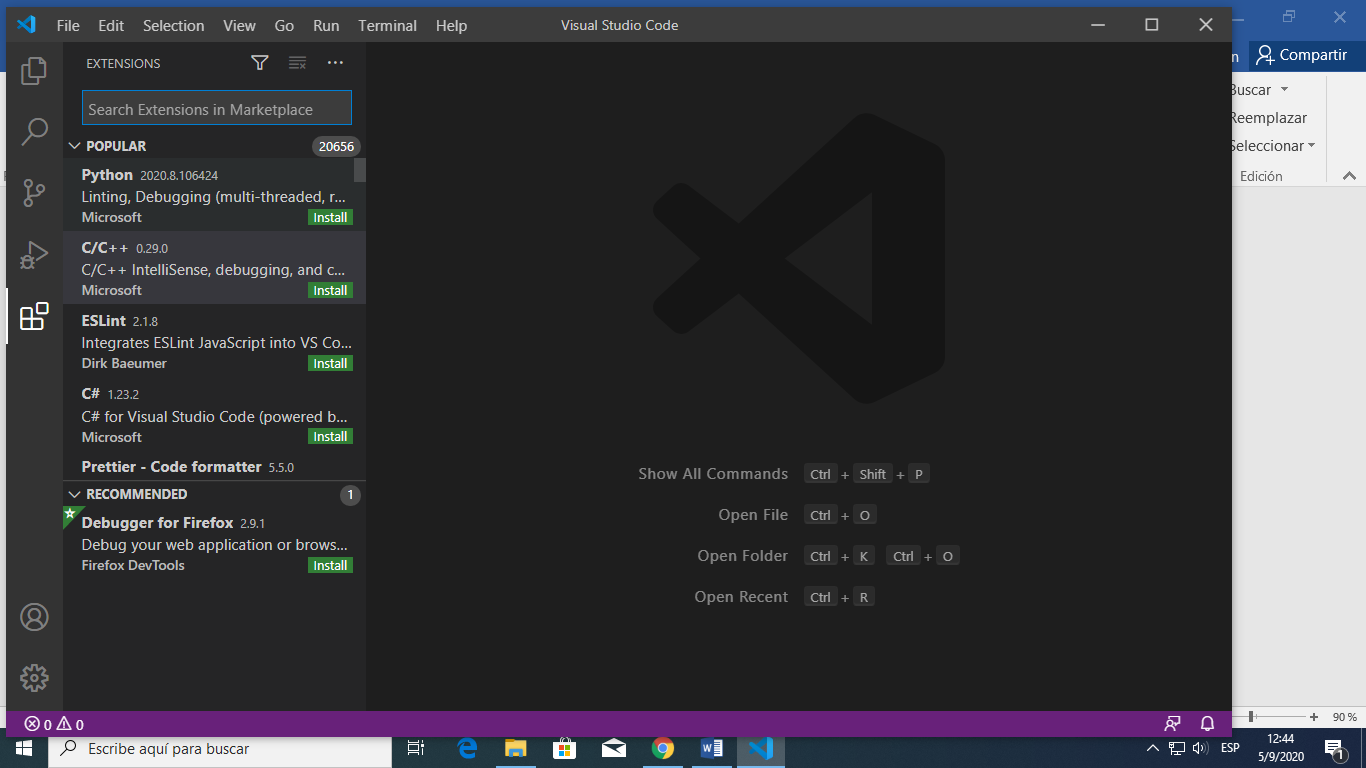 File Edit Selection View Go Run Terminal Help
Visual Studio Code
Compartir
EXTENSIONS
Search Extensions in Marketplace
POPULAR 20656
Python 2020.8.106424
Linting, Debugging (multi-threaded, r...
Microsoft Install
C/C++ 0.29.0
C/C++ IntelliSense, debugging, and c...
Microsoft Install
ESLint 2.1.8
Integrates ESLint JavaScript into VS Co...
Dirk Baeumer Install
C# 1.23.2
C# for Visual Studio Code (powered b...
Microsoft Install
Prettier - Code formatter 5.5.0
RECOMMENDED 1
Debugger for Firefox 2.9.1
Debug your web application or brows...
Firefox DevTools Install
Show All Commands Ctrl + Shift + P
Open File Ctrl + O
Open Folder Ctrl + K Ctrl + O
Open Recent Ctrl + R
Buscar
Reemplazar
Seleccionar
Edición
0 0
90 %
Escribe aquí para buscar
ESP
12:44
5/9/2020
1